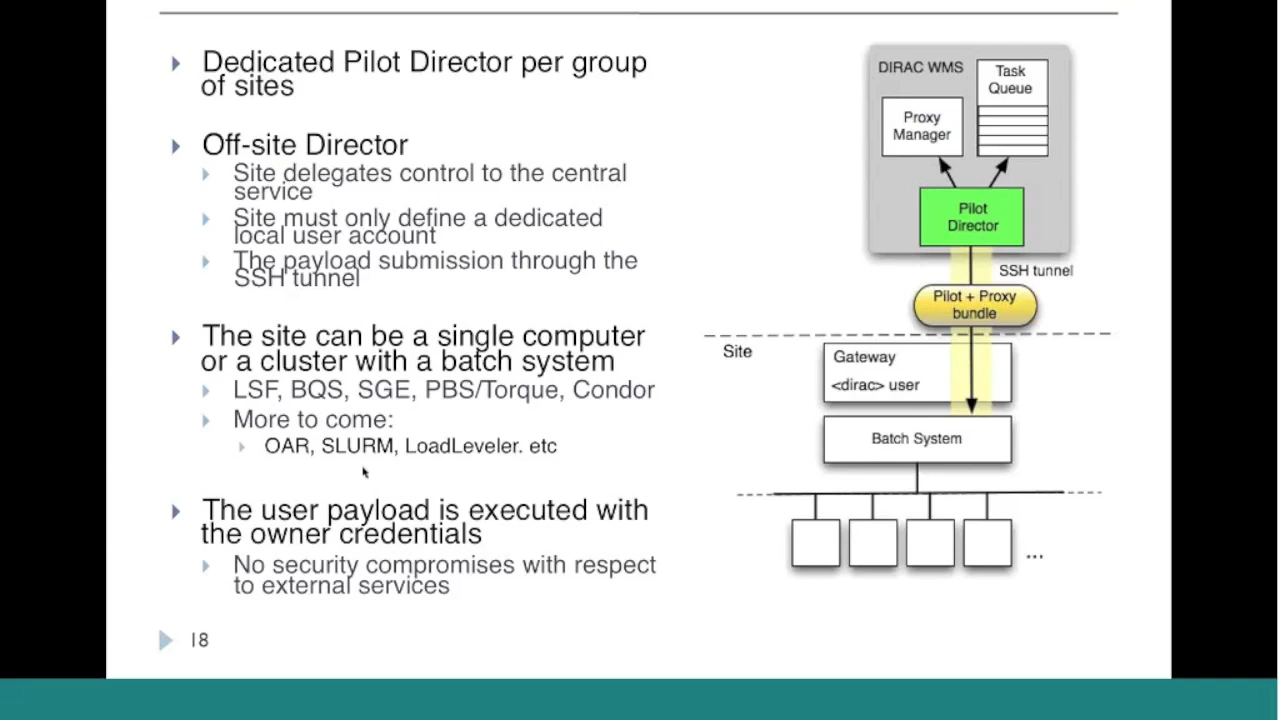 Dedicated Pilot Director per group
of sites
Off-site Director
Site delegates control to the central
service
Site must only define a dedicated
local user account
The payload submission through the
SSH tunnel
The site can be a single computer
or a cluster with a batch system
LSF, BQS, SGE, PBS/Torque, Condor
More to come:
OAR, SLURM, LoadLeveler. etc
The user payload is executed with
the owner credentials
No security compromises with respect
to external services
18
DIRAC WMS
Task
Queue
Proxy
Manager
Pilot
Director
SSH tunnel
Pilot + Proxy
bundle
Site
Gateway
<dirac> user
Batch System
...